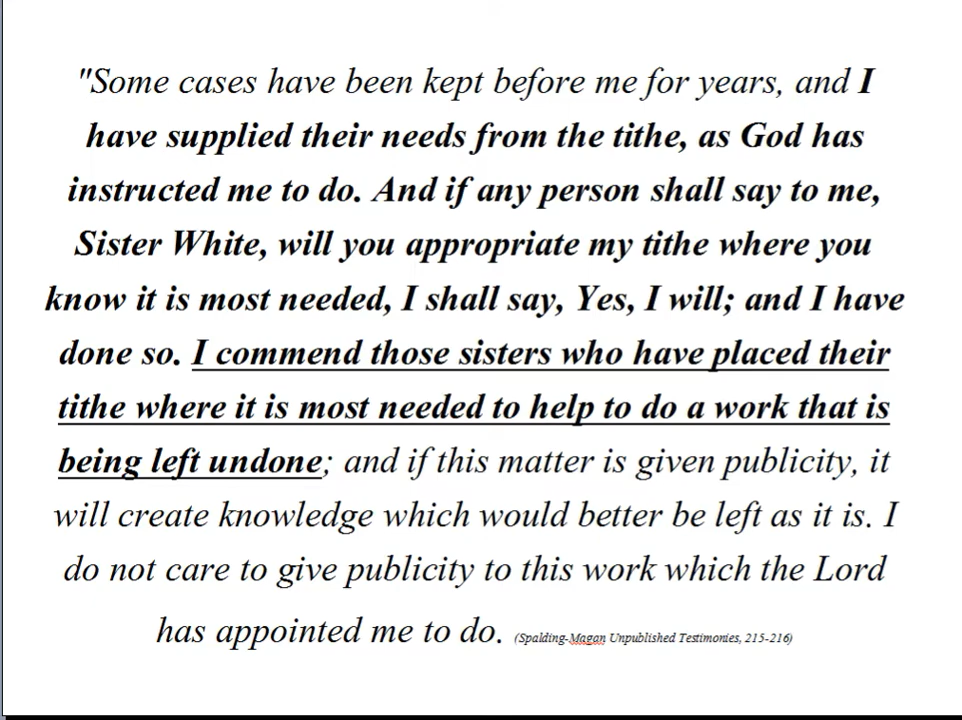 "Some cases have been kept before me for years, and I
have supplied their needs from the tithe, as God has
instructed me to do. And if any person shall say to me,
Sister White, will you appropriate my tithe where you
know it is most needed, I shall say, Yes, I will; and I have
done so. I commend those sisters who have placed their
tithe where it is most needed to help to do a work that is
being left undone; and if this matter is given publicity, it
will create knowledge which would better be left as it is. I
do not care to give publicity to this work which the Lord
has appointed me to do. (Spalding-Magan Unpublished Testimonies, 215-216)